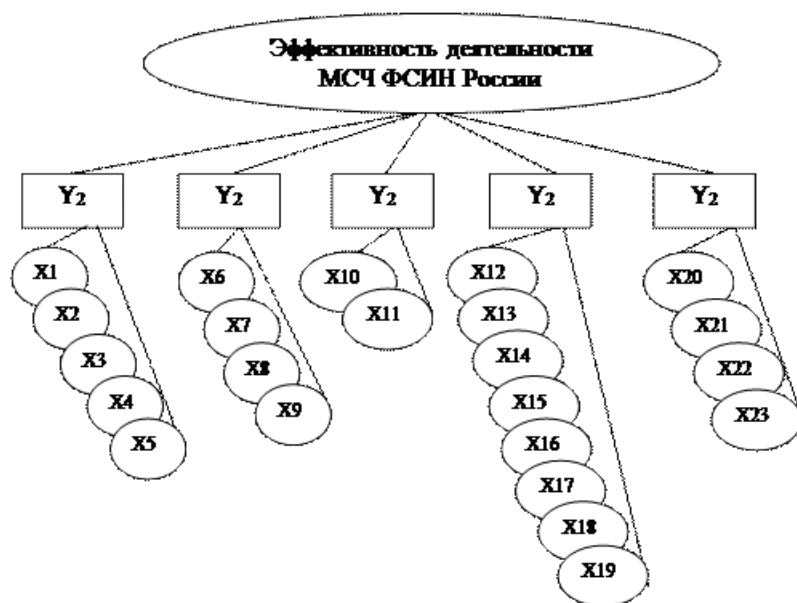 Эффективность деятельности
МСЧ ФСИН России
Y2 Y2 Y2 Y2 Y2
X1 X6 X10 X12 X20
X2 X7 X11 X13 X21
X3 X8 X14 X22
X4 X9 X15 X23
X5 X16
X17
X18
X19